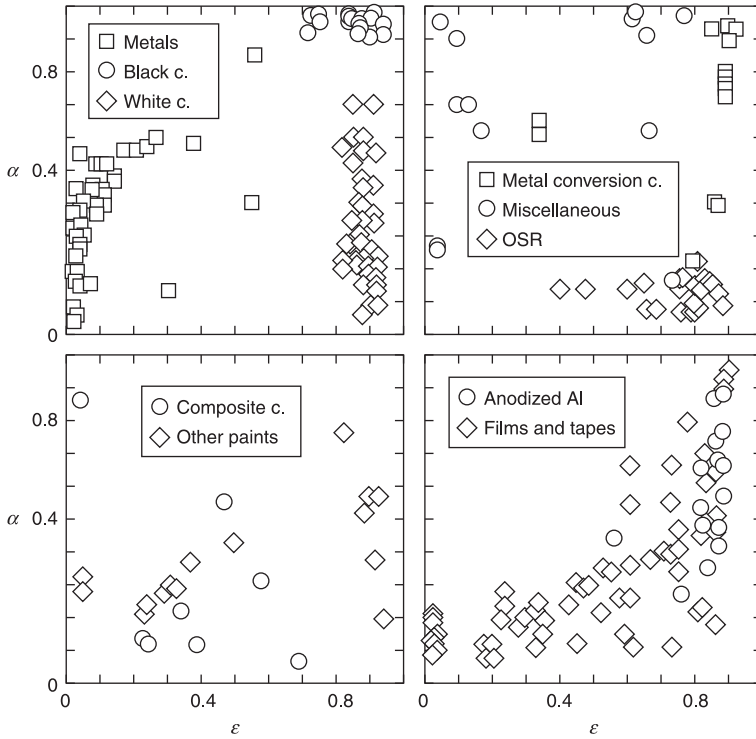 Metals
Black c.
White c.
0.8
α
0.4
0
Metal conversion c.
Miscellaneous
OSR
Composite c.
Other paints
0.8
α
0.4
0
0 0.4 0.8
ε
Anodized Al
Films and tapes
0.4 0.8
ε